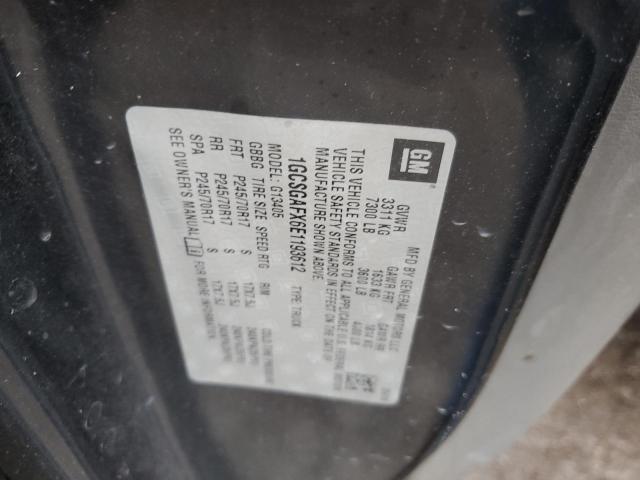 GM
MFD BY GENERAL MOTORS LLC
GVWR GAWR FRT GAWR RR
3311 KG 1633 KG KG
7300 LB 3600 LB LB
THIS VEHICLE CONFORMS TO ALL APPLICABLE U.S. FEDERAL MOTOR
VEHICLE SAFETY STANDARDS IN EFFECT ON THE DATE OF
MANUFACTURE SHOWN ABOVE.
1GCSGAFX6E1193612 TYPE: TRUCK
MODEL: G13405
GBBG TIRE SIZE SPEED RTG RIM COLD TIRE PRESSURE
FRT P245/70R17 S 17X7.5J
RR P245/70R17 S 17X7.5J
SPA P245/70R17 S 17X7.5J
SEE OWNER'S MANUAL FOR MORE INFORMATION.